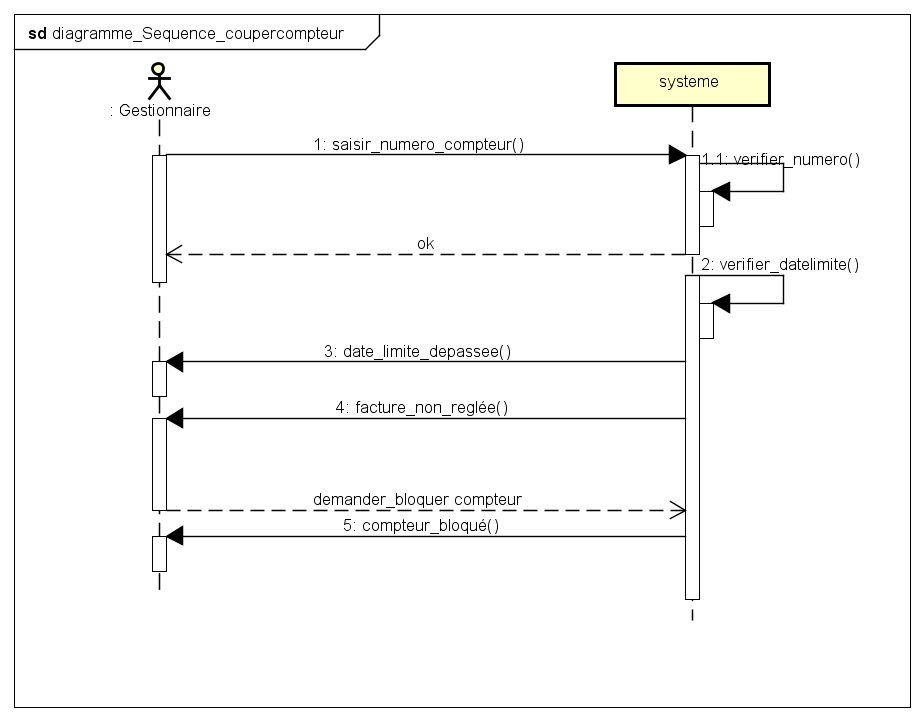 sd diagramme_Sequence_coupercompteur
systeme
: Gestionnaire
1: saisir_numero_compteur()
1.1: verifier_numero()
ok
2: verifier_datelimite()
3: date_limite_depassee()
4: facture_non_reglée()
demander_bloquer compteur
5: compteur_bloqué()